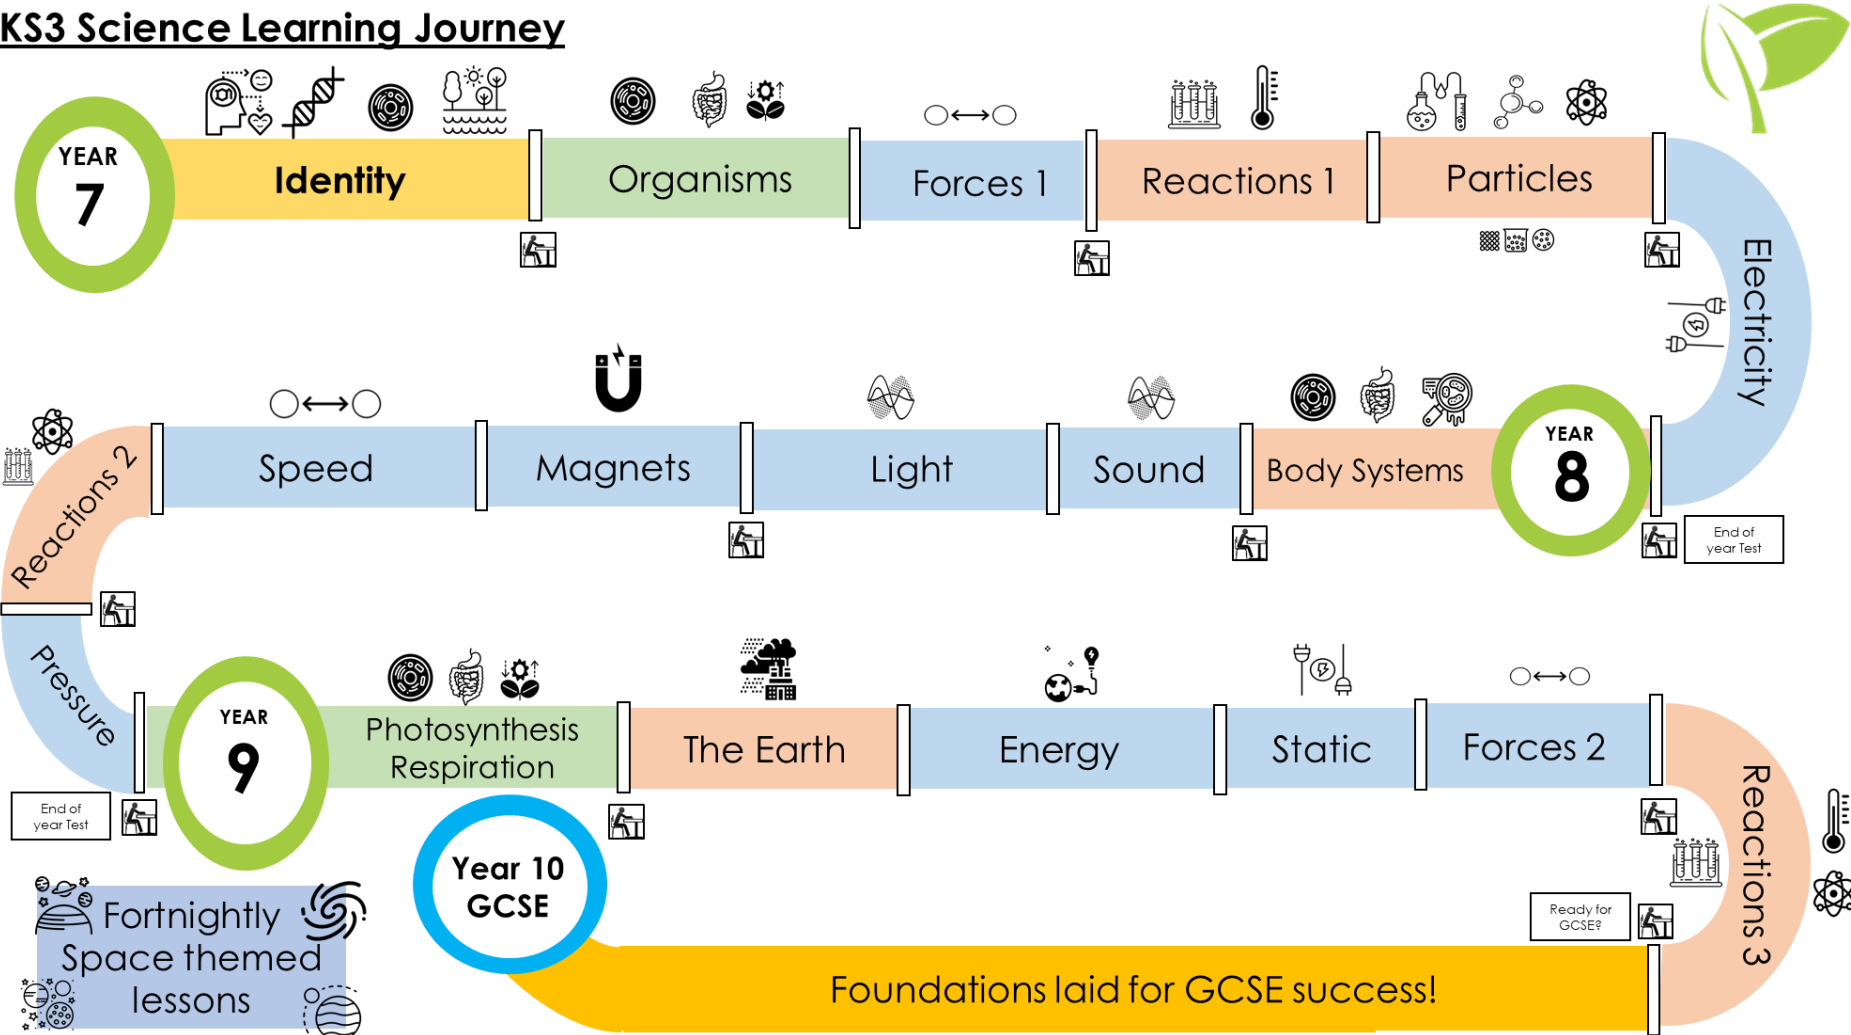 KS3 Science Learning Journey
YEAR
7
Identity
Organisms
Forces 1
Reactions 1
Particles
Electricity
YEAR
8
End of
year Test
Body Systems
Sound
Light
Magnets
Speed
Reactions 2
Pressure
End of
year Test
YEAR
9
Photosynthesis
Respiration
The Earth
Energy
Static
Forces 2
Reactions 3
Ready for
GCSE?
Foundations laid for GCSE success!
Year 10
GCSE
Fortnightly
Space themed
lessons